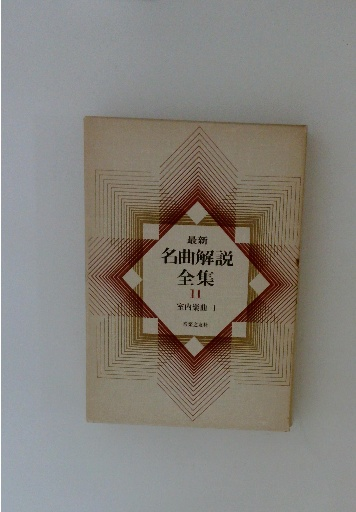 最新
名曲解説
全集
11
室内楽曲 I
音楽之友社